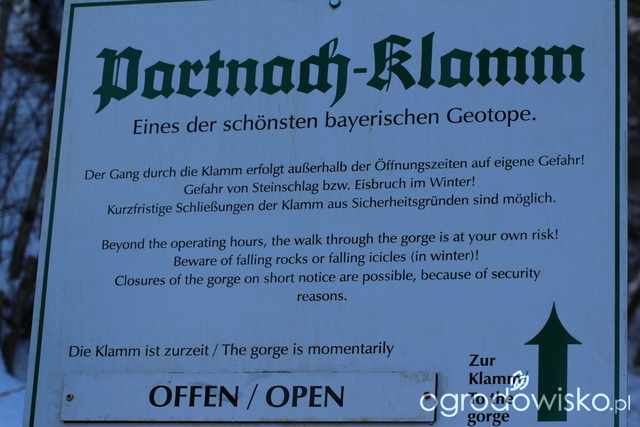 Partnach-Klamm
Eines der schönsten bayerischen Geotope.
Der Gang durch die Klamm erfolgt außerhalb der Öffnungszeiten auf eigene Gefahr!
Gefahr von Steinschlag bzw. Eisbruch im Winter!
Kurzfristige Schließungen der Klamm aus Sicherheitsgründen sind möglich.
Beyond the operating hours, the walk through the gorge is at your own risk!
Beware of falling rocks or falling icicles (in winter)!
Closures of the gorge on short notice are possible, because of security
reasons.
Die Klamm ist zurzeit / The gorge is momentarily
OFFEN / OPEN
Zur
Klamm/
To the
gorge
ogrodowisko.pl